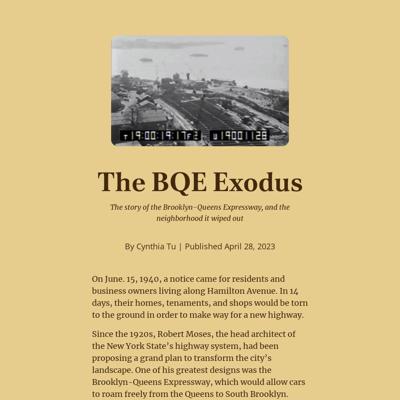 T 19:00:19:17F3 W 1900112B
The BQE Exodus
The story of the Brooklyn-Queens Expressway, and the
neighborhood it wiped out
By Cynthia Tu | Published April 28, 2023
On June. 15, 1940, a notice came for residents and
business owners living along Hamilton Avenue. In 14
days, their homes, tenaments, and shops would be torn
to the ground in order to make way for a new highway.
Since the 1920s, Robert Moses, the head architect of
the New York State's highway system, had been
proposing a grand plan to transform the city's
landscape. One of his greatest designs was the
Brooklyn-Queens Expressway, which would allow cars
to roam freely from the Queens to South Brooklyn.